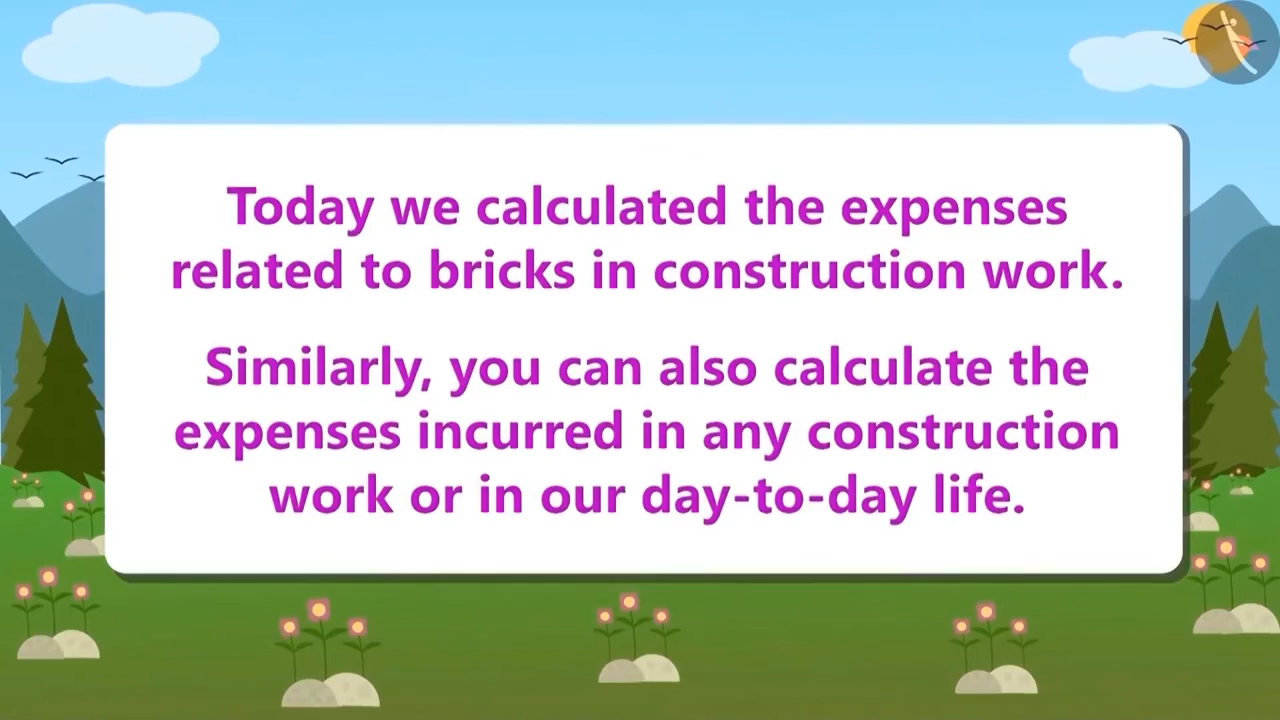 Today we calculated the expenses
related to bricks in construction work.
Similarly, you can also calculate the
expenses incurred in any construction
work or in our day-to-day life.